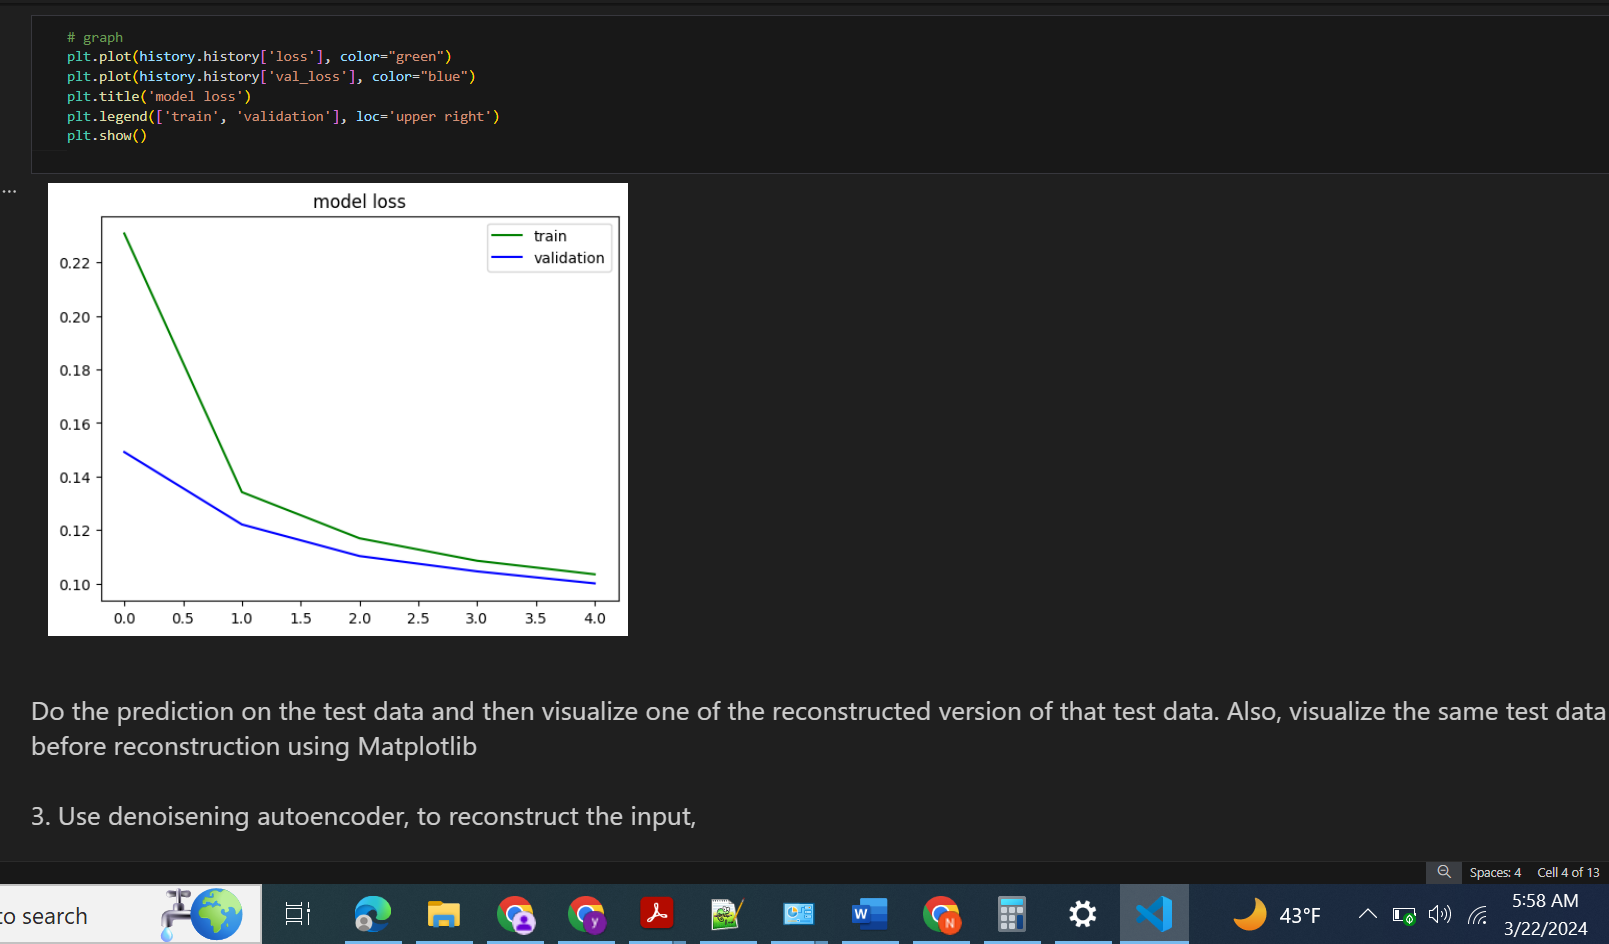 # graph
plt.plot(history.history['loss'], color="green")
plt.plot(history.history['val_loss'], color="blue")
plt.title('model loss')
plt.legend(['train', 'validation'], loc='upper right')
plt.show()
...
model loss
train
validation
0.22
0.20
0.18
0.16
0.14
0.12
0.10
0.0 0.5 1.0 1.5 2.0 2.5 3.0 3.5 4.0
Do the prediction on the test data and then visualize one of the reconstructed version of that test data. Also, visualize the same test data
before reconstruction using Matplotlib
3. Use denoisening autoencoder, to reconstruct the input,
Spaces: 4 Cell 4 of 13
to search
y
W
N
43°F
5:58 AM
3/22/2024